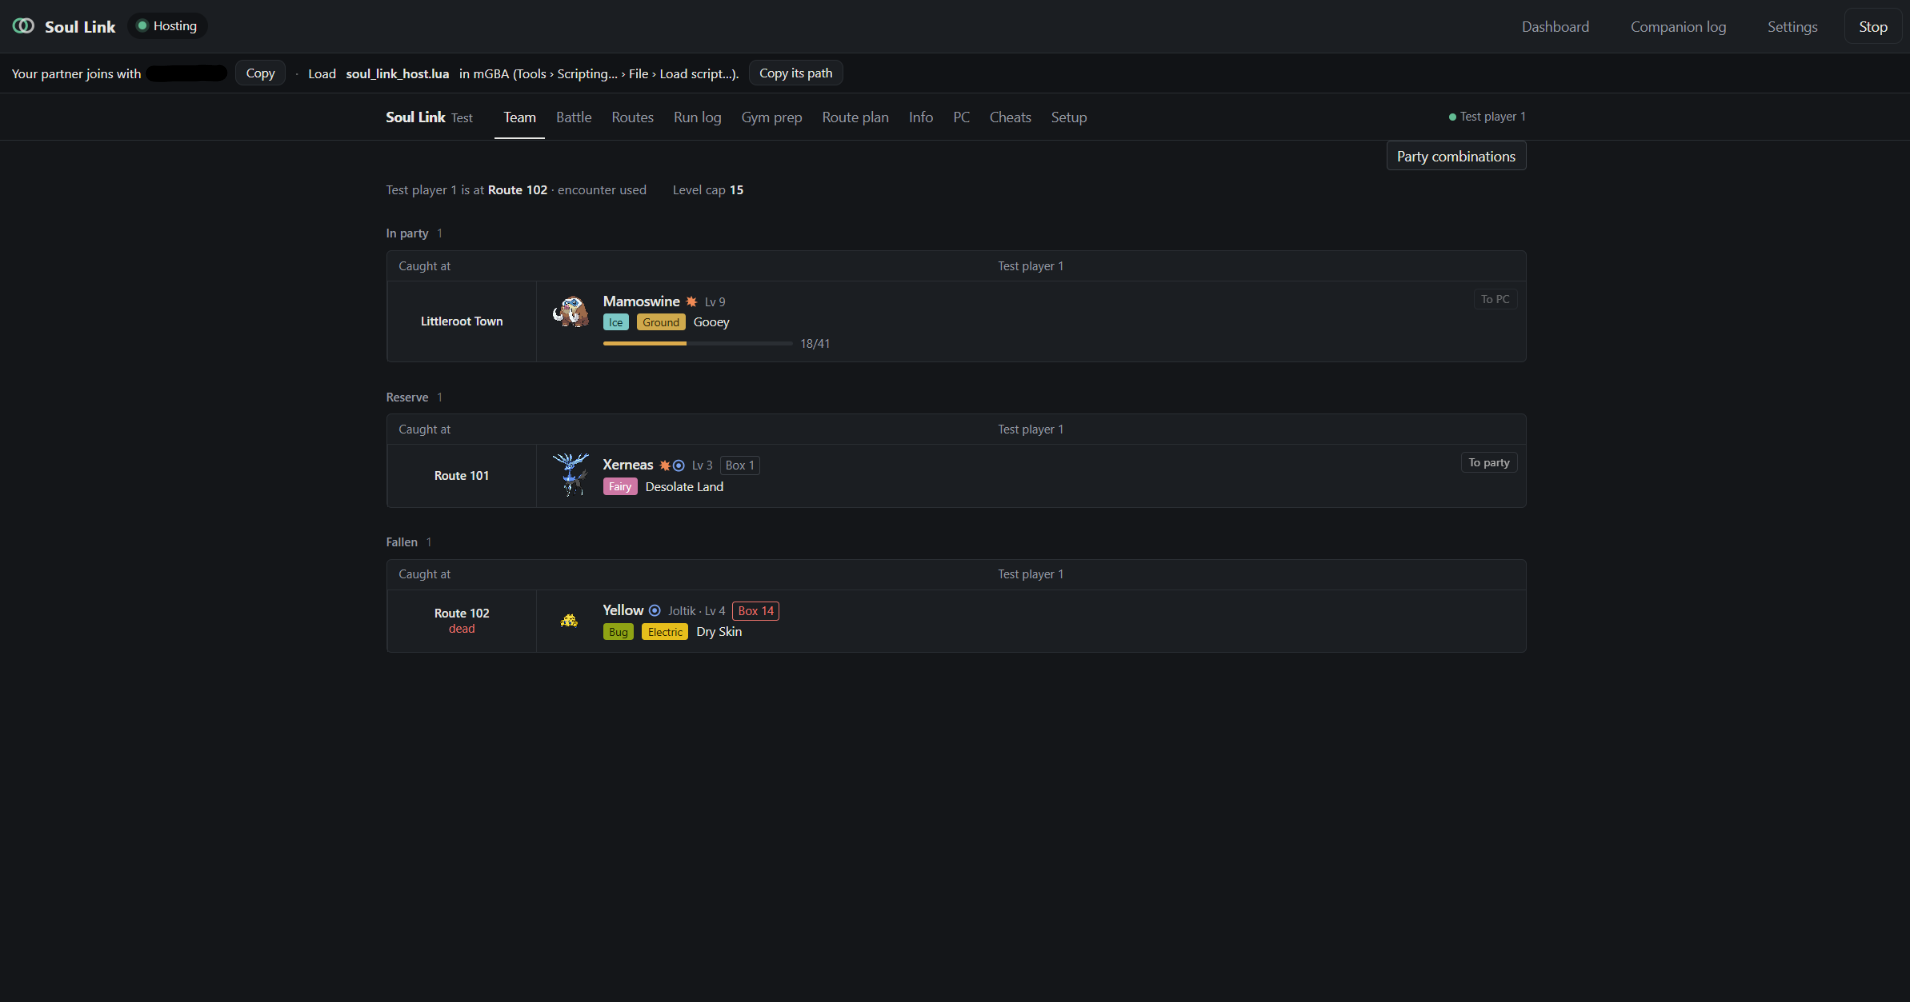 Soul Link Hosting Dashboard Companion log Settings Stop
Your partner joins with Copy · Load soul_link_host.lua in mGBA (Tools › Scripting... › File › Load script...). Copy its path
Soul Link Test Team Battle Routes Run log Gym prep Route plan Info PC Cheats Setup Test player 1
Party combinations
Test player 1 is at Route 102 · encounter used Level cap 15
In party 1
Caught at Test player 1
Littleroot Town
Mamoswine Lv 9 To PC
Ice Ground Gooey
18/41
Reserve 1
Caught at Test player 1
Route 101
Xerneas Lv 3 Box 1 To party
Fairy Desolate Land
Fallen 1
Caught at Test player 1
Route 102
dead
Yellow Joltik · Lv 4 Box 14
Bug Electric Dry Skin